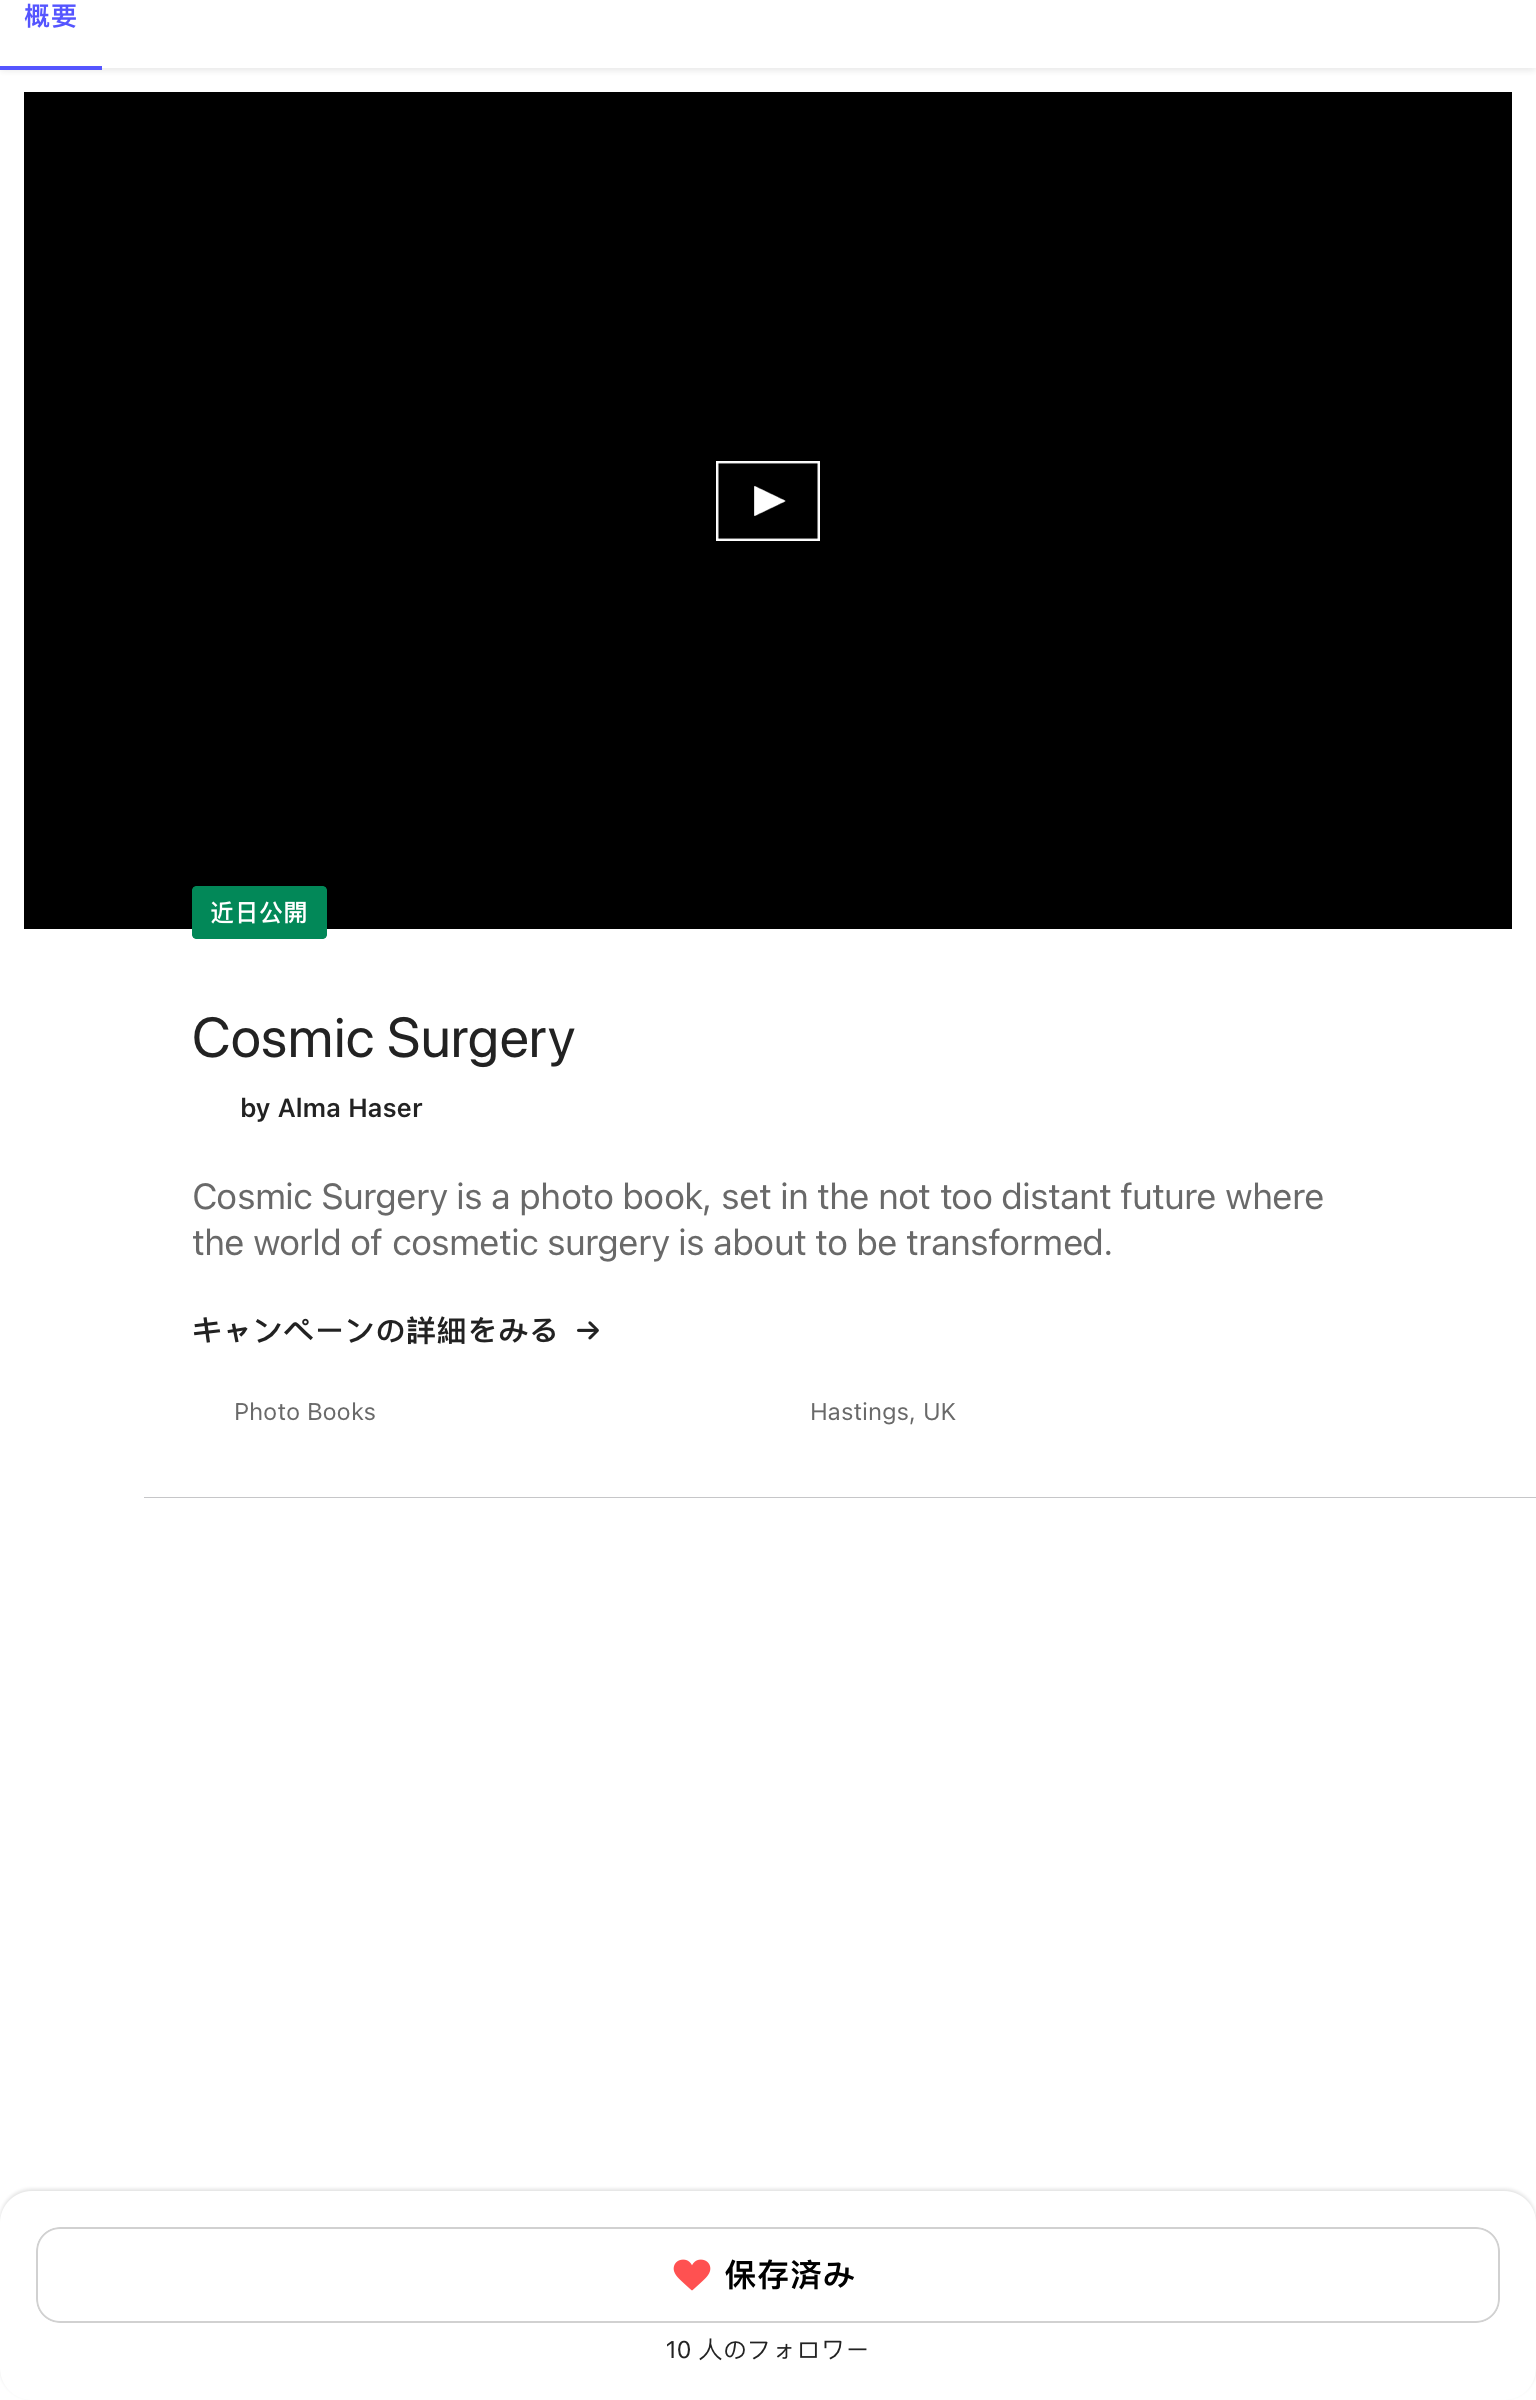 概要
近日公開
Cosmic Surgery
by Alma Haser
Cosmic Surgery is a photo book, set in the not too distant future where
the world of cosmetic surgery is about to be transformed.
キャンペーンの詳細をみる →
Photo Books
Hastings, UK
保存済み
10 人のフォロワー